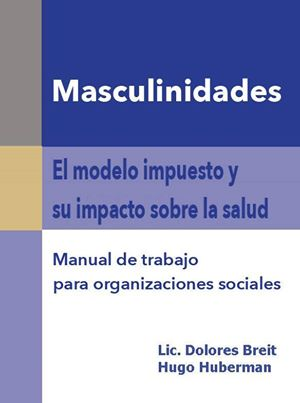 Masculinidades
El modelo impuesto y
su impacto sobre la salud
Manual de trabajo
para organizaciones sociales
Lic. Dolores Breit
Hugo Huberman